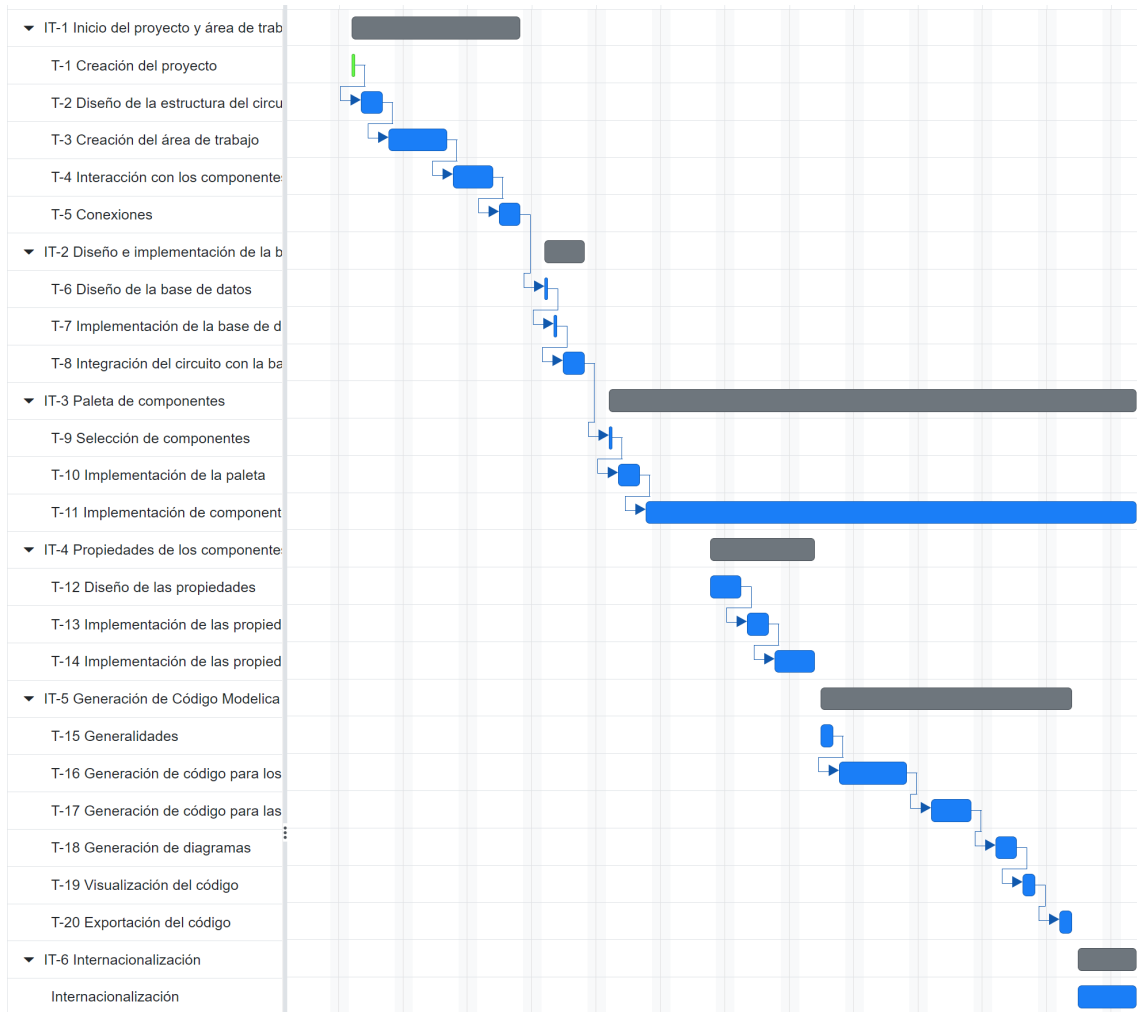 IT-1 Inicio del proyecto y área de trab
T-1 Creación del proyecto
T-2 Diseño de la estructura del circu
T-3 Creación del área de trabajo
T-4 Interacción con los componente
T-5 Conexiones
IT-2 Diseño e implementación de la b
T-6 Diseño de la base de datos
T-7 Implementación de la base de d
T-8 Integración del circuito con la ba
IT-3 Paleta de componentes
T-9 Selección de componentes
T-10 Implementación de la paleta
T-11 Implementación de component
IT-4 Propiedades de los componente
T-12 Diseño de las propiedades
T-13 Implementación de las propied
T-14 Implementación de las propied
IT-5 Generación de Código Modelica
T-15 Generalidades
T-16 Generación de código para los
T-17 Generación de código para las
T-18 Generación de diagramas
T-19 Visualización del código
T-20 Exportación del código
IT-6 Internacionalización
Internacionalización